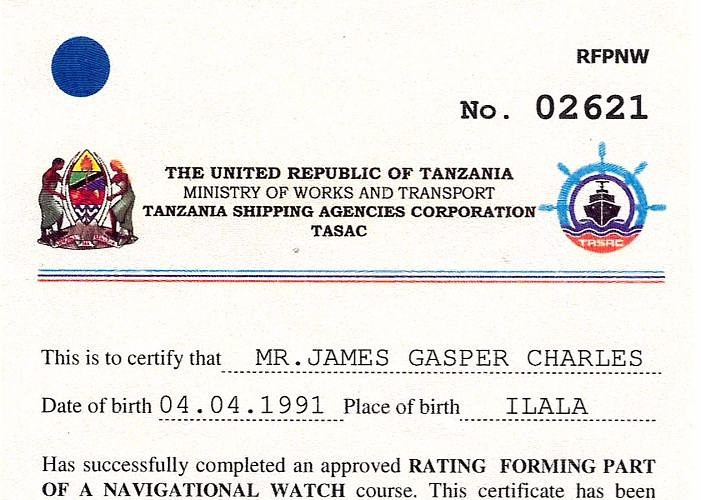 RFPNW
No. 02621
THE UNITED REPUBLIC OF TANZANIA
MINISTRY OF WORKS AND TRANSPORT
TANZANIA SHIPPING AGENCIES CORPORATION
TASAC
TASAC
This is to certify that MR.JAMES GASPER CHARLES
Date of birth 04.04.1991 Place of birth ILALA
Has successfully completed an approved RATING FORMING PART
OF A NAVIGATIONAL WATCH course. This certificate has been